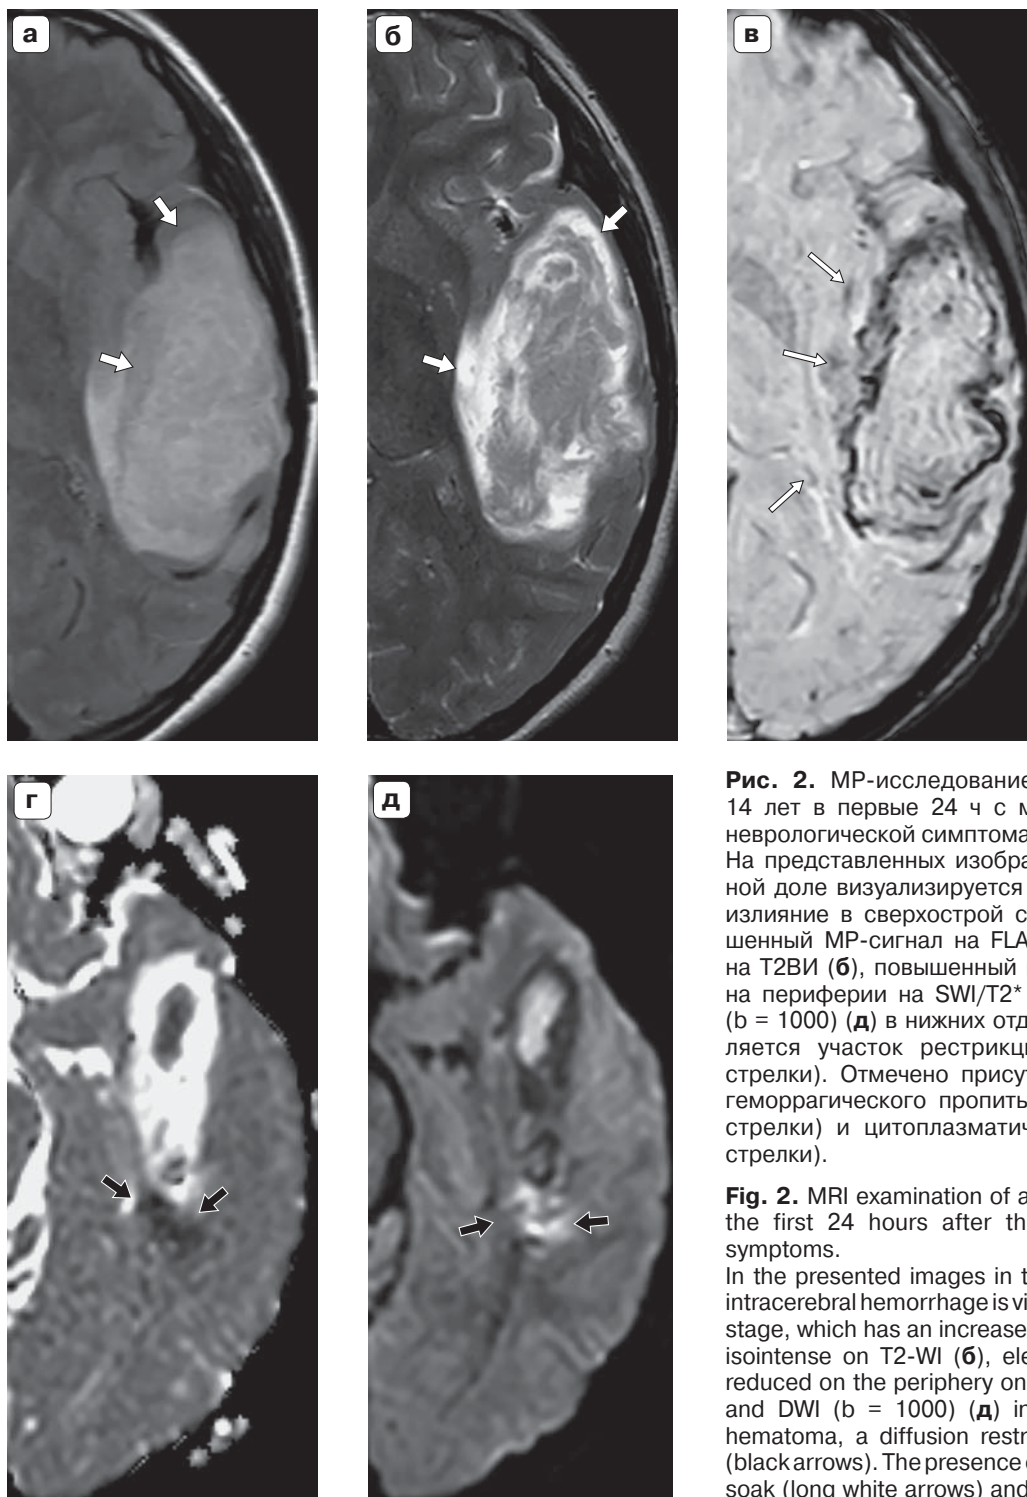 а
б
в
г
д
Рис. 2. МР-исследование
14 лет в первые 24 ч с м
неврологической симптома
На представленных изобра
ной доле визуализируется
излияние в сверхострой с
шенный МР-сигнал на FLA
на Т2ВИ (б), повышенный
на периферии на SWI/T2*
(b = 1000) (д) в нижних отд
ляется участок рестрикц
стрелки). Отмечено присут
геморрагического пропить
стрелки) и цитоплазматич
стрелки).
Fig. 2. MRI examination of a
the first 24 hours after th
symptoms.
In the presented images in t
intracerebral hemorrhage is vi
stage, which has an increase
isointense on T2-WI (б), ele
reduced on the periphery on
and DWI (b = 1000) (д) in
hematoma, a diffusion restr
(black arrows). The presence
soak (long white arrows) and